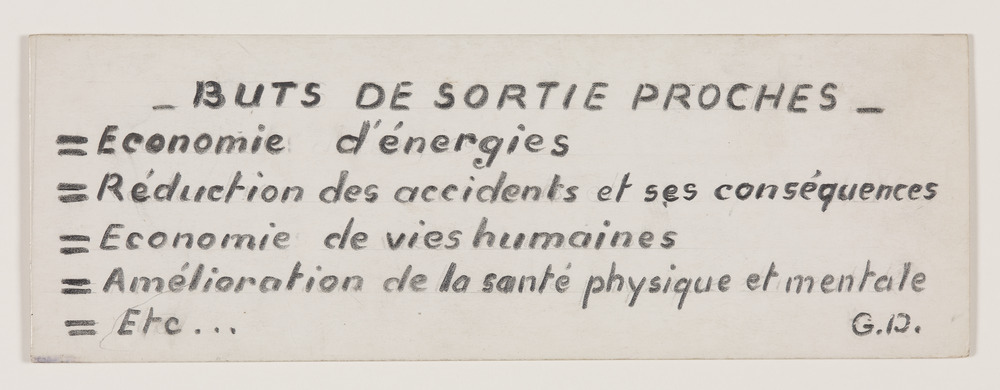 _ BUTS DE SORTIE PROCHES _
= Economie d'énergies
= Réduction des accidents et ses conséquences
= Economie de vies humaines
= Amélioration de la santé physique et mentale
= Etc...
G.D.